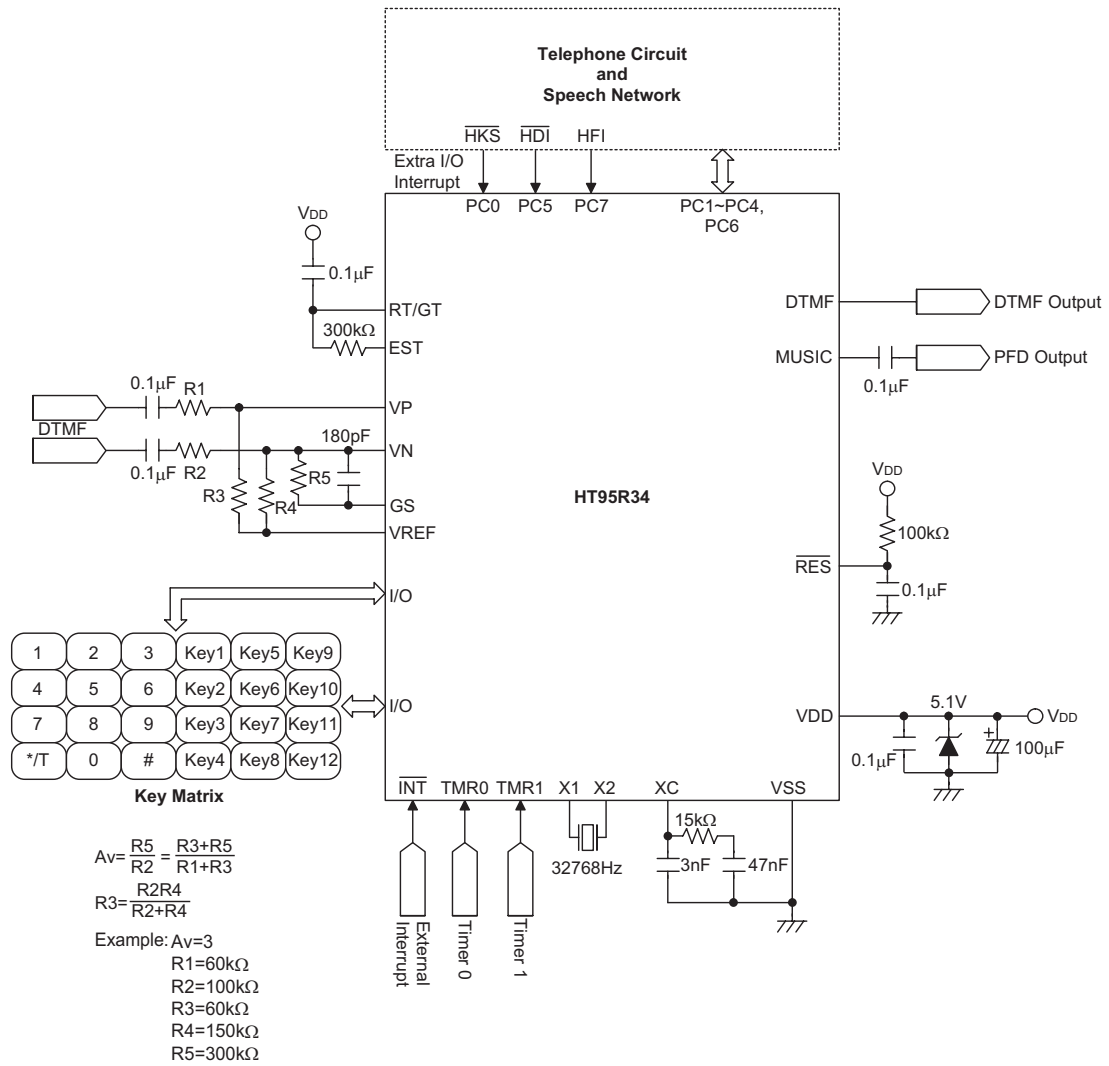 Telephone Circuit
and
Speech Network
HKS HDI HFI
Extra I/O
Interrupt
PC0 PC5 PC7 PC1~PC4,
PC6
VDD
0.1µF
RT/GT
300kΩ
EST
DTMF DTMF Output
MUSIC PFD Output
0.1µF
0.1µF R1
VP
DTMF
180pF VN
0.1µF R2
R3 R4 R5
GS
VREF
HT95R34
VDD
100kΩ
RES
0.1µF
I/O
1 2 3 Key1 Key5 Key9
4 5 6 Key2 Key6 Key10
7 8 9 Key3 Key7 Key11
*/T 0 # Key4 Key8 Key12
Key Matrix
I/O
VDD 5.1V VDD
0.1µF 100µF
+
INT TMR0 TMR1 X1 X2 XC VSS
32768Hz
15kΩ
3nF 47nF
External
Interrupt
Timer 0
Timer 1
Av=R5/R2=R3+R5/R1+R3
R3=R2R4/R2+R4
Example: Av=3
R1=60kΩ
R2=100kΩ
R3=60kΩ
R4=150kΩ
R5=300kΩ